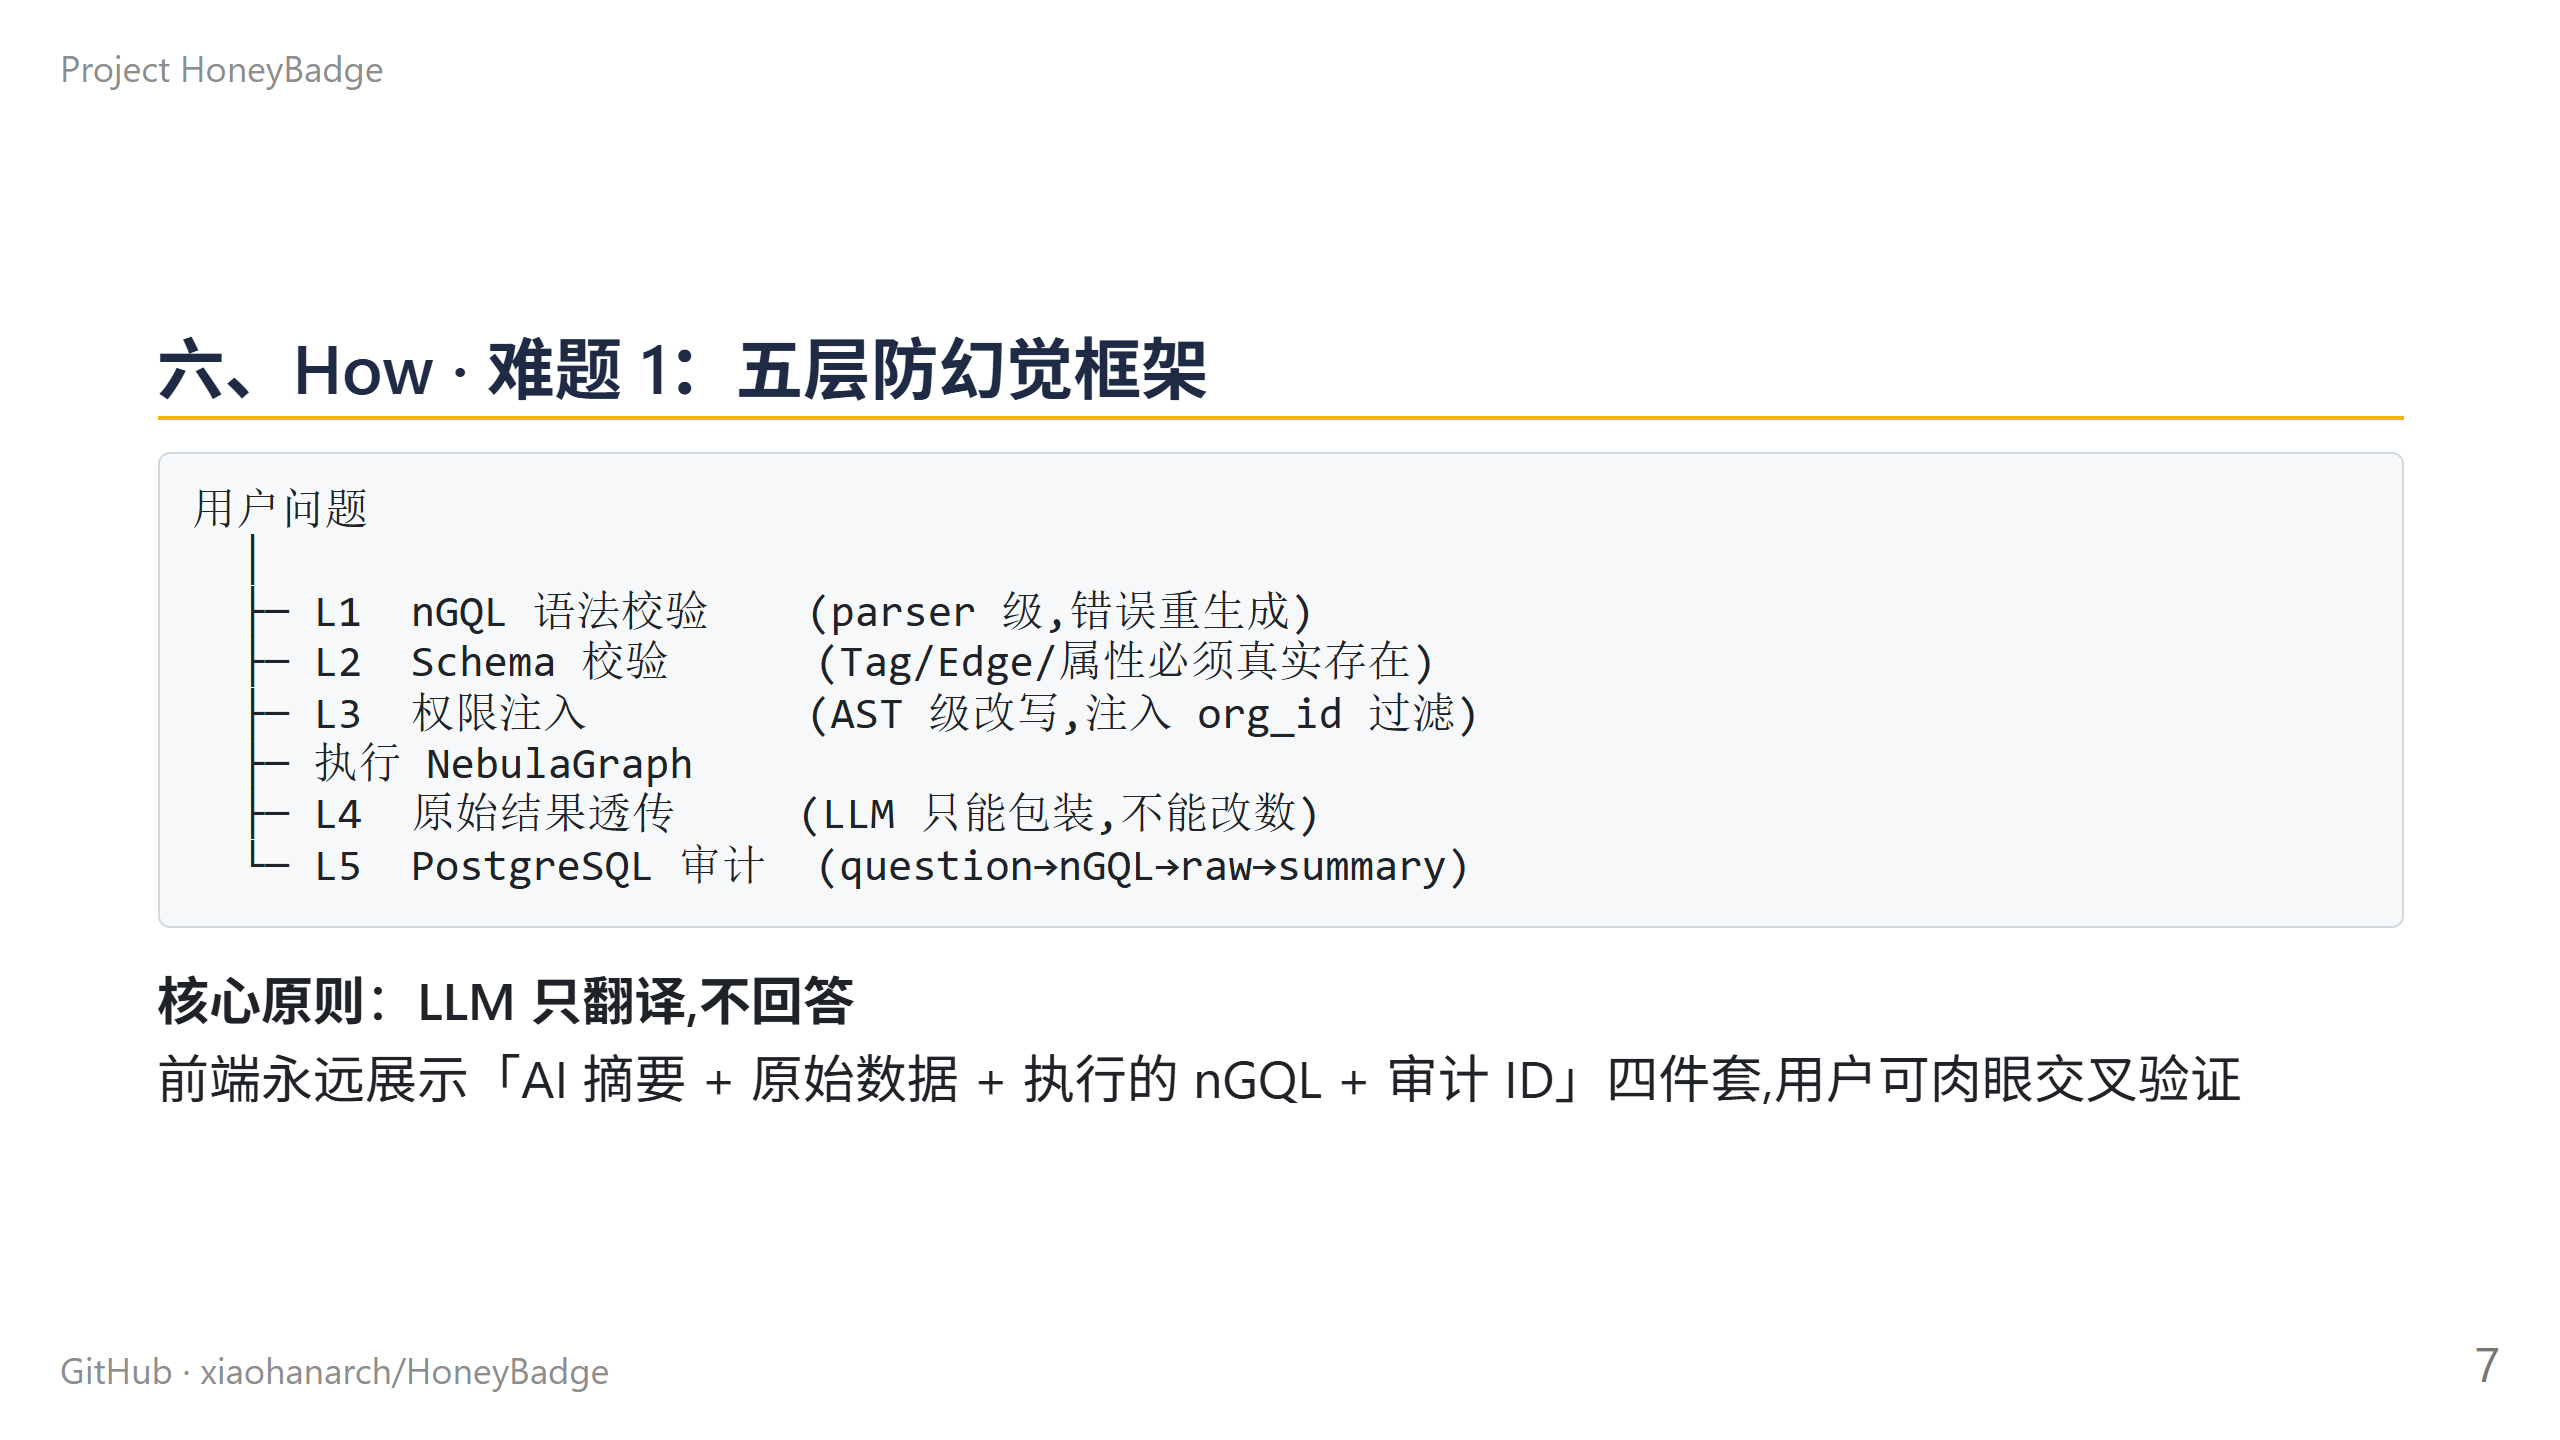 Project HoneyBadge
六、How · 难题 1：五层防幻觉框架
用户问题
│
├─ L1  nGQL 语法校验    (parser 级,错误重生成)
├─ L2  Schema 校验      (Tag/Edge/属性必须真实存在)
├─ L3  权限注入         (AST 级改写,注入 org_id 过滤)
├─ 执行 NebulaGraph
├─ L4  原始结果透传     (LLM 只能包装,不能改数)
└─ L5  PostgreSQL 审计  (question→nGQL→raw→summary)
核心原则：LLM 只翻译,不回答
前端永远展示「AI 摘要 + 原始数据 + 执行的 nGQL + 审计 ID」四件套,用户可肉眼交叉验证
GitHub · xiaohanarch/HoneyBadge
7